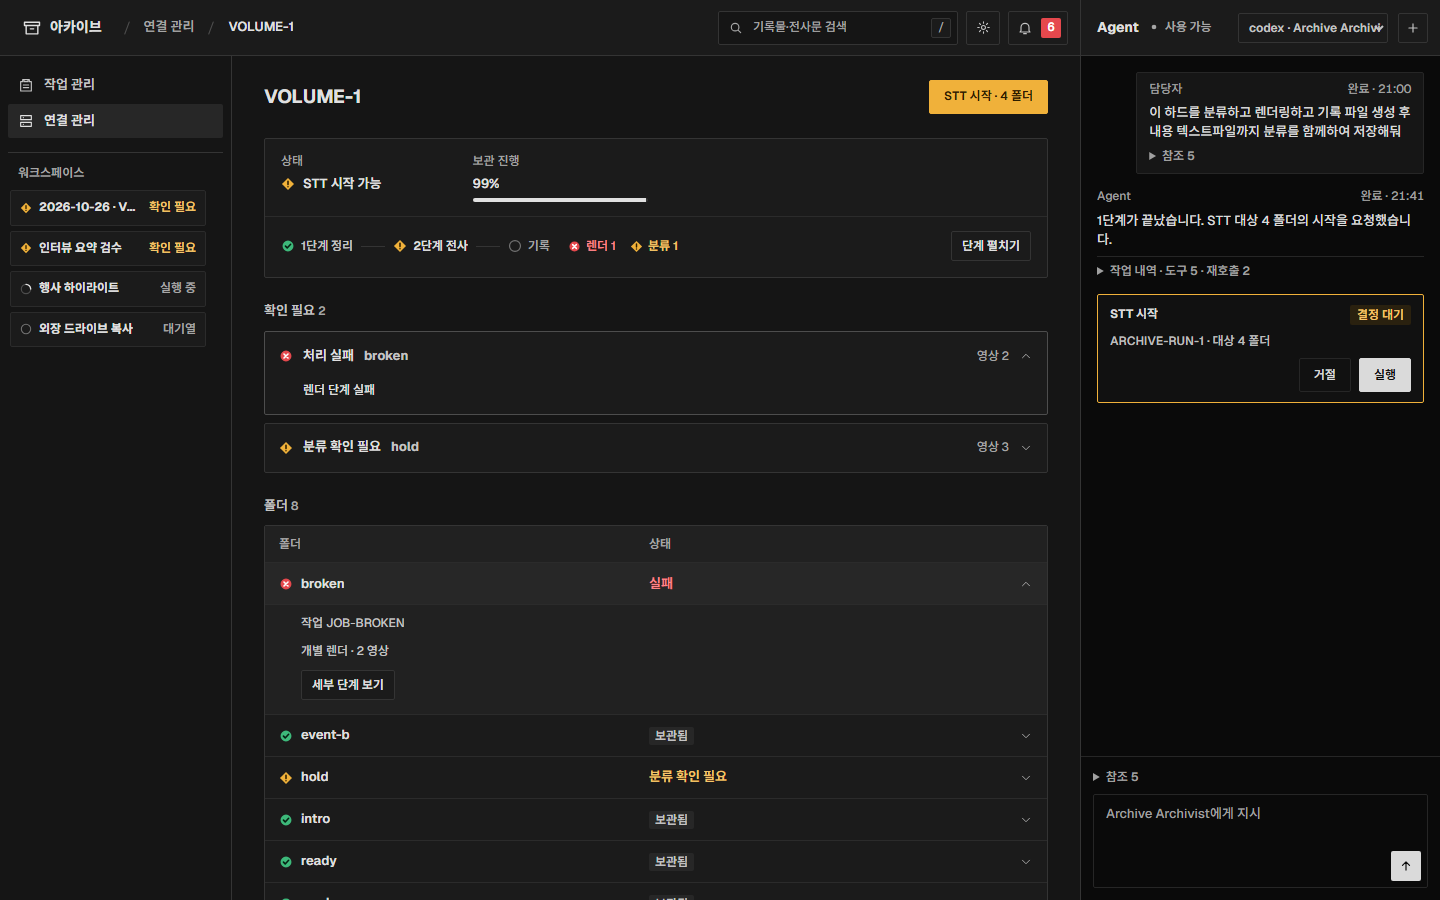 아카이브 / 연결 관리 / VOLUME-1
기록물·전사문 검색 /
6
Agent • 사용 가능
codex · Archive Archiv
작업 관리
연결 관리
워크스페이스
2026-10-26 · V... 확인 필요
인터뷰 요약 검수 확인 필요
행사 하이라이트 실행 중
외장 드라이브 복사 대기열
VOLUME-1
STT 시작 · 4 폴더
상태
STT 시작 가능
보관 진행
99%
1단계 정리
2단계 전사
기록
렌더 1
분류 1
단계 펼치기
확인 필요 2
처리 실패 broken 영상 2
렌더 단계 실패
분류 확인 필요 hold 영상 3
폴더 8
폴더 상태
broken 실패
작업 JOB-BROKEN
개별 렌더 · 2 영상
세부 단계 보기
event-b 보관됨
hold 분류 확인 필요
intro 보관됨
ready 보관됨
담당자 완료 · 21:00
이 하드를 분류하고 렌더링하고 기록 파일 생성 후
내용 텍스트파일까지 분류를 함께하여 저장해둬
참조 5
Agent 완료 · 21:41
1단계가 끝났습니다. STT 대상 4 폴더의 시작을 요청했습니
다.
작업 내역 · 도구 5 · 재호출 2
STT 시작 결정 대기
ARCHIVE-RUN-1 · 대상 4 폴더
거절 실행
참조 5
Archive Archivist에게 지시